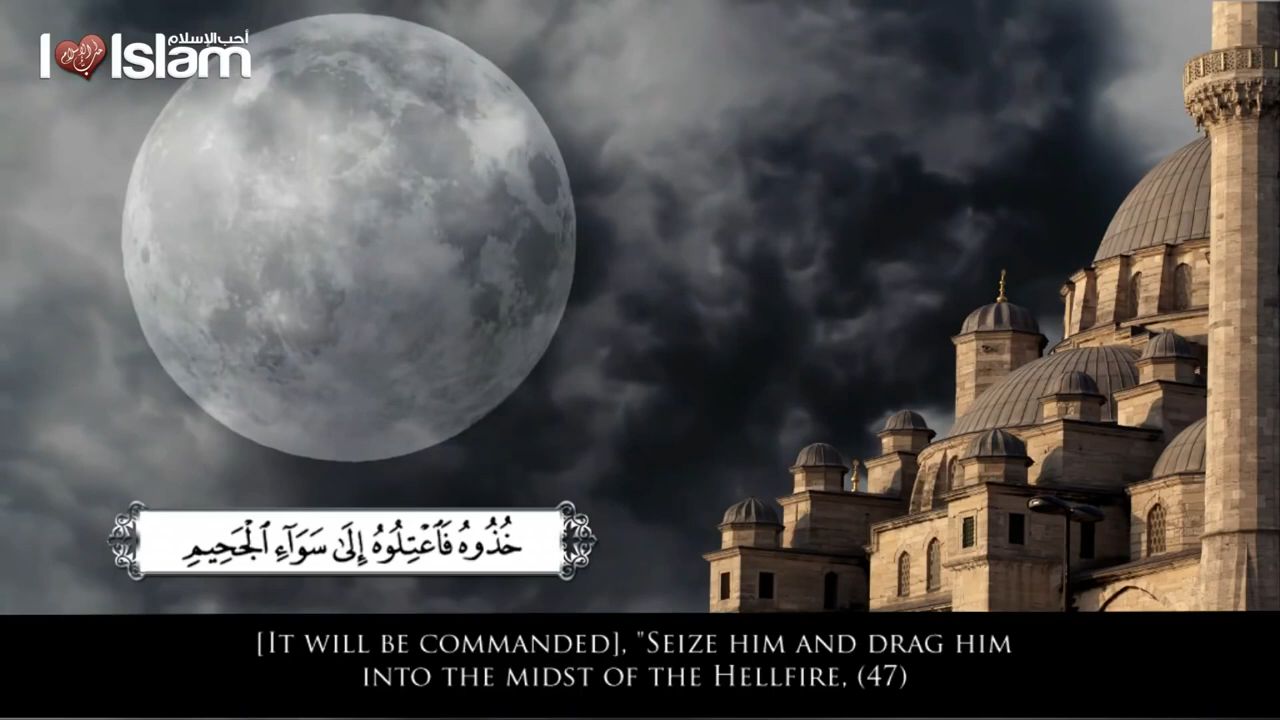 أحب الإسلام
I Islam
خُذُوهُ فَٱعْتِلُوهُ إِلَىٰ سَوَآءِ ٱلْجَحِيمِ
[It will be commanded], "Seize him and drag him
into the midst of the Hellfire, (47)